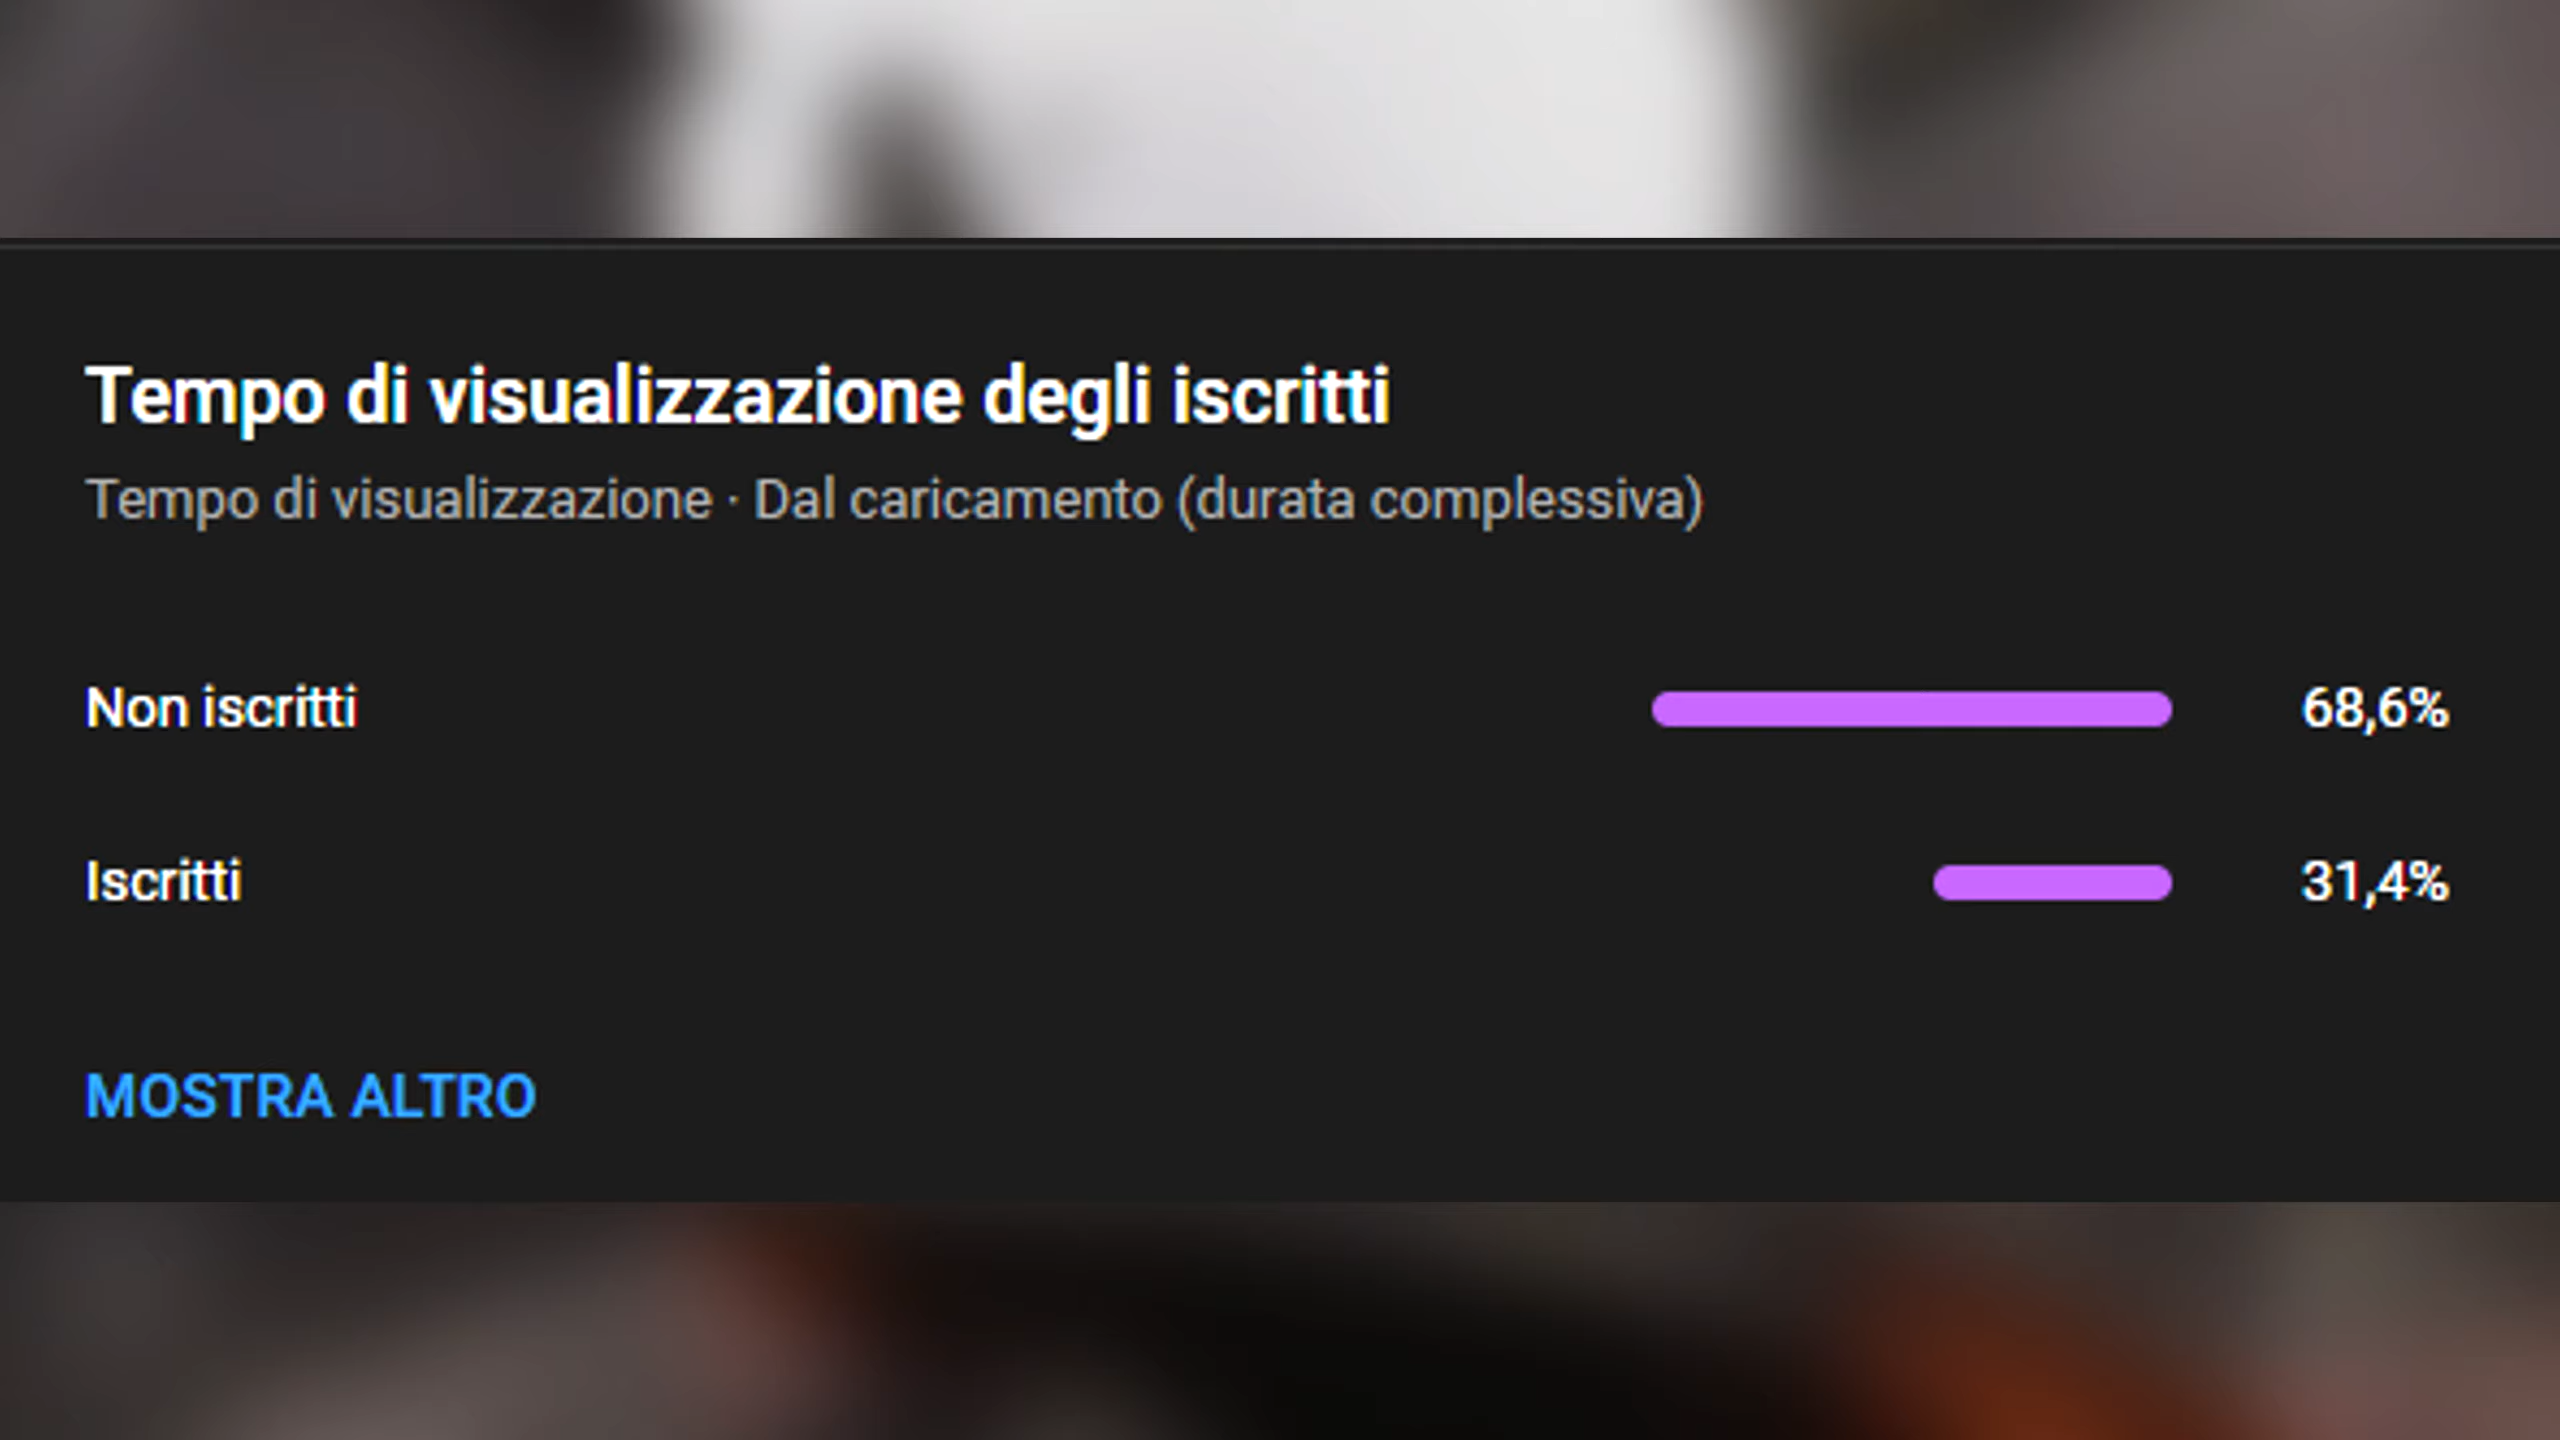 Tempo di visualizzazione degli iscritti
Tempo di visualizzazione · Dal caricamento (durata complessiva)
Non iscritti 68,6%
Iscritti 31,4%
MOSTRA ALTRO